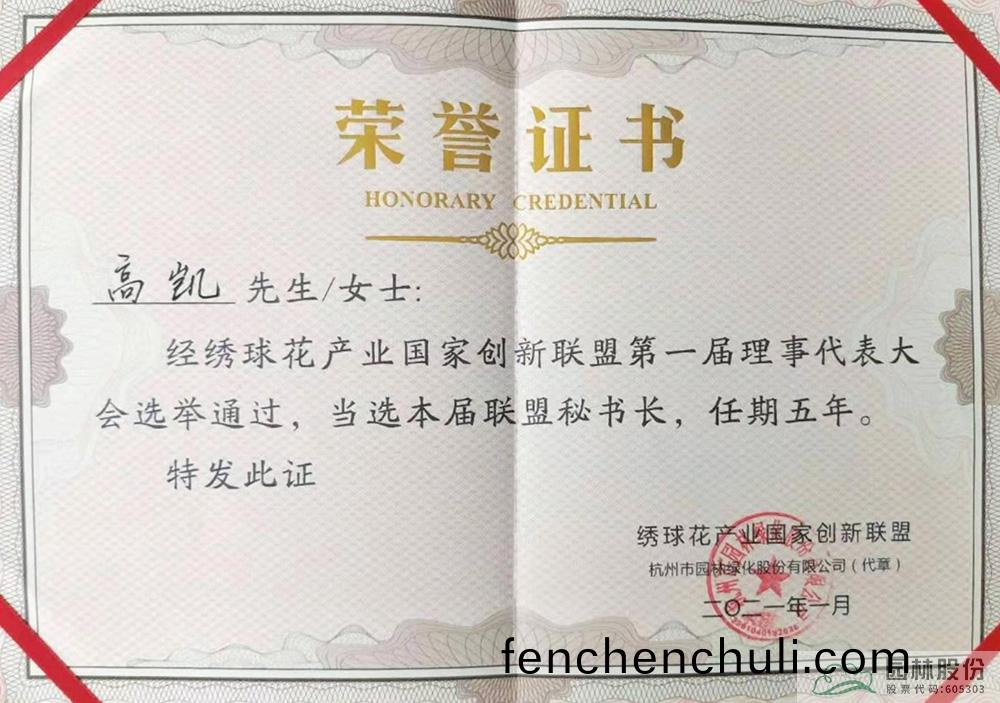 荣誉证书
HONORARY CREDENTIAL
高凯 先生/女士:
经绣球花产业国家创新联盟第一届理事代表大
会选举通过，当选本届联盟秘书长，任期五年。
特发此证
绣球花产业国家创新联盟
杭州市园林绿化股份有限公司（代章）
二〇二一年一月
fenchenchuli.com
园林股份
股票代码:605303